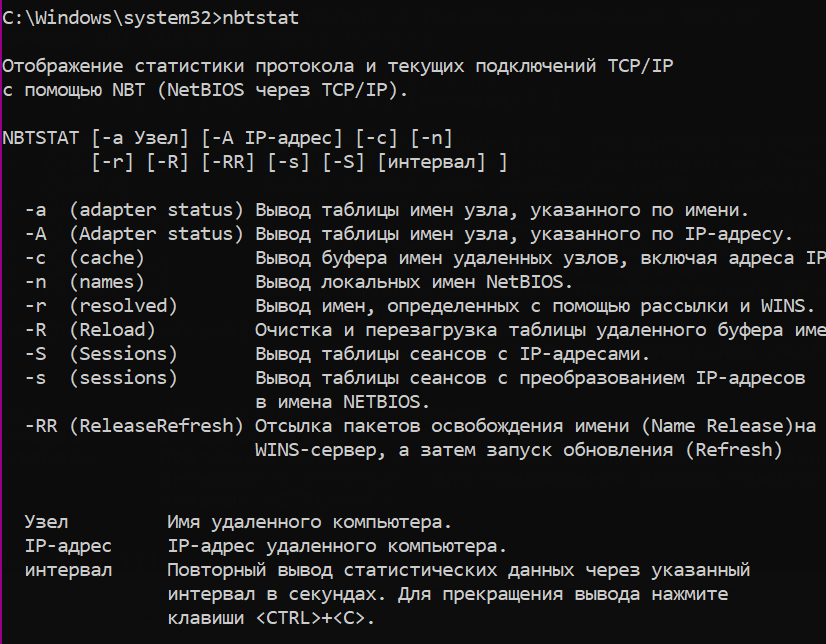 C:\Windows\system32>nbtstat
Отображение статистики протокола и текущих подключений TCP/IP
с помощью NBT (NetBIOS через TCP/IP).
NBTSTAT [-a Узел] [-A IP-адрес] [-c] [-n]
[-r] [-R] [-RR] [-s] [-S] [интервал] ]
-a (adapter status) Вывод таблицы имен узла, указанного по имени.
-A (Adapter status) Вывод таблицы имен узла, указанного по IP-адресу.
-c (cache) Вывод буфера имен удаленных узлов, включая адреса IP
-n (names) Вывод локальных имен NetBIOS.
-r (resolved) Вывод имен, определенных с помощью рассылки и WINS.
-R (Reload) Очистка и перезагрузка таблицы удаленного буфера име
-S (Sessions) Вывод таблицы сеансов с IP-адресами.
-s (sessions) Вывод таблицы сеансов с преобразованием IP-адресов
в имена NETBIOS.
-RR (ReleaseRefresh) Отсылка пакетов освобождения имени (Name Release)на
WINS-сервер, а затем запуск обновления (Refresh)
Узел Имя удаленного компьютера.
IP-адрес IP-адрес удаленного компьютера.
интервал Повторный вывод статистических данных через указанный
интервал в секундах. Для прекращения вывода нажмите
клавиши <CTRL>+<C>.